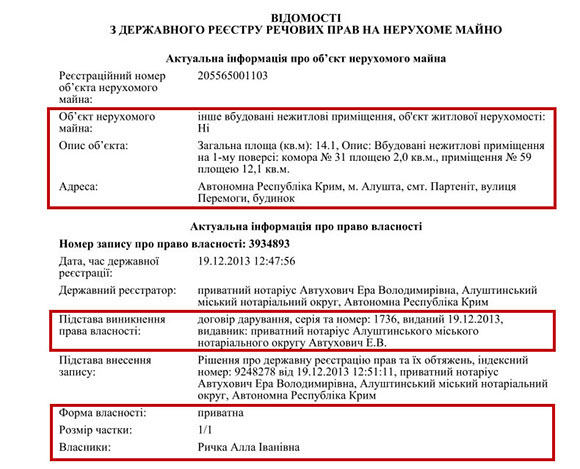 ВІДОМОСТІ
З ДЕРЖАВНОГО РЕЄСТРУ РЕЧОВИХ ПРАВ НА НЕРУХОМЕ МАЙНО
Актуальна інформація про об’єкт нерухомого майна
Реєстраційний номер
об’єкта нерухомого
майна:
205565001103
Об’єкт нерухомого
майна:
інше вбудовані нежитлові приміщення, об'єкт житлової нерухомості:
Ні
Опис об’єкта:
Загальна площа (кв.м): 14.1, Опис: Вбудовані нежитлові приміщення
на 1-му поверсі: комора № 31 площею 2,0 кв.м., приміщення № 59
площею 12,1 кв.м.
Адреса:
Автономна Республіка Крим, м. Алушта, смт. Партеніт, вулиця
Перемоги, будинок
Актуальна інформація про право власності
Номер запису про право власності: 3934893
Дата, час державної
реєстрації:
19.12.2013 12:47:56
Державний реєстратор:
приватний нотаріус Автухович Ера Володимирівна, Алуштинський
міський нотаріальний округ, Автономна Республіка Крим
Підстава виникнення
права власності:
договір дарування, серія та номер: 1736, виданий 19.12.2013,
видавник: приватний нотаріус Алуштинського міського
нотаріального округу Автухович Е.В.
Підстава внесення
запису:
Рішення про державну реєстрацію прав та їх обтяжень, індексний
номер: 9248278 від 19.12.2013 12:51:11, приватний нотаріус
Автухович Ера Володимирівна, Алуштинський міський нотаріальний
округ, Автономна Республіка Крим
Форма власності:
приватна
Розмір частки:
1/1
Власники:
Ричка Алла Іванівна